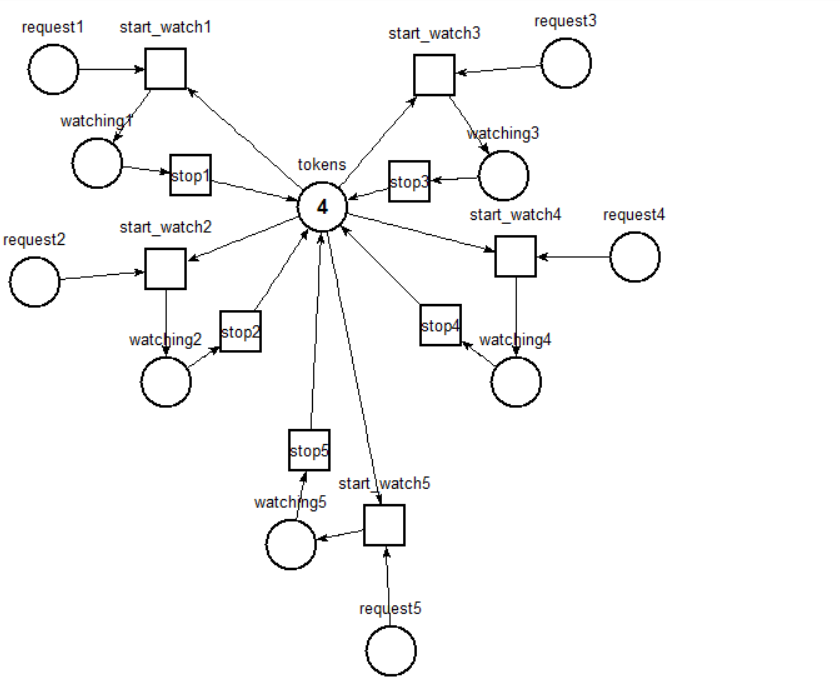 request1
start_watch1
start_watch3
request3
watching1
watching3
stop1
tokens
stop3
4
start_watch2
start_watch4
request4
request2
stop2
stop4
watching2
watching4
stop5
start_watch5
watching5
request5